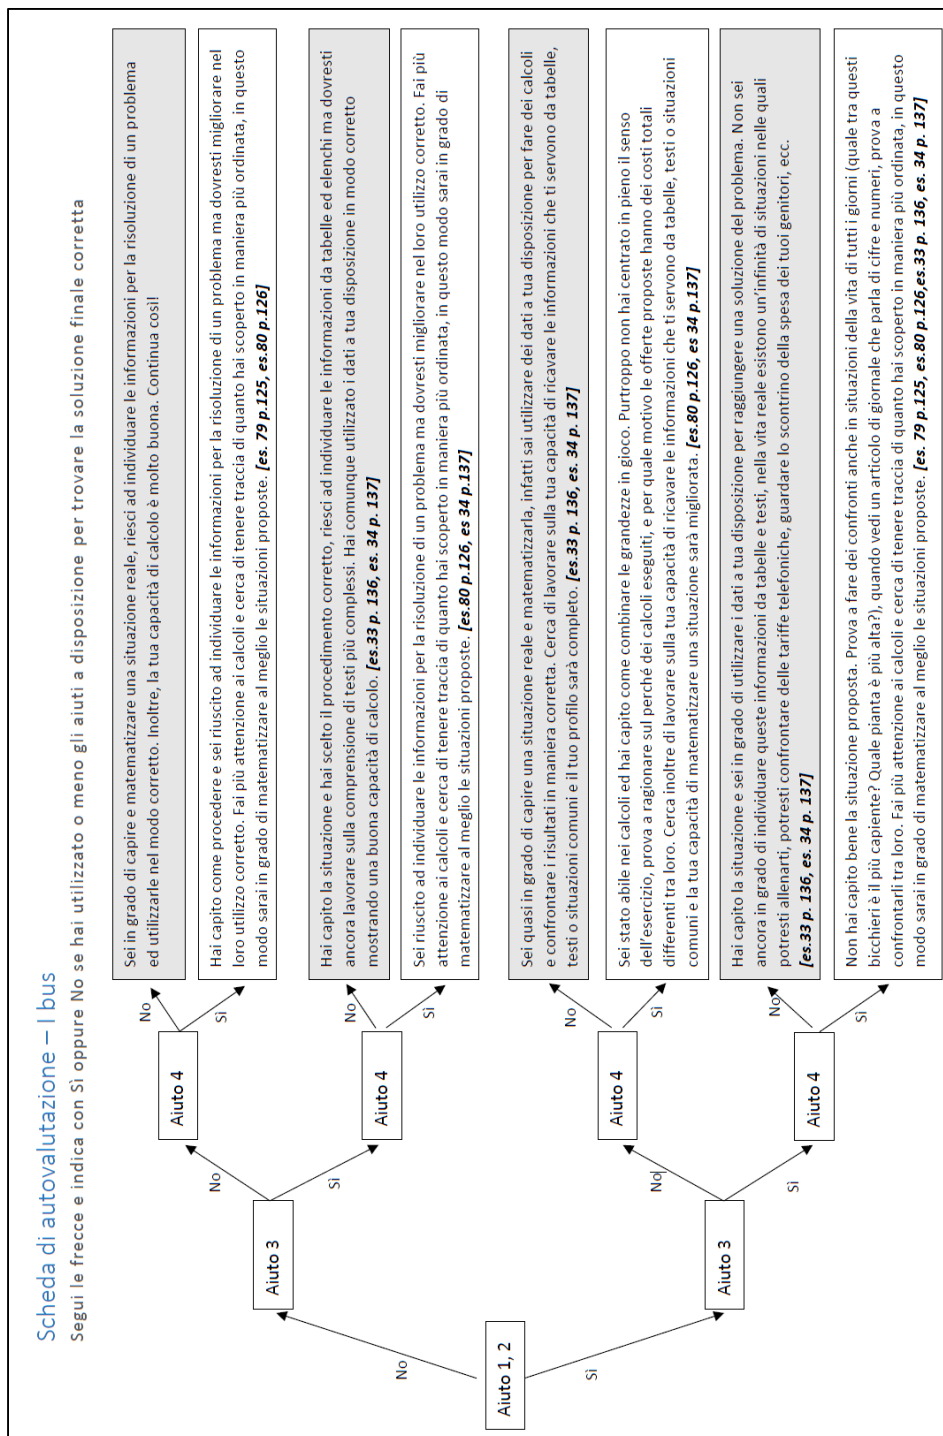 Scheda di autovalutazione – I bus
Segui le frecce e indica con Sì oppure No se hai utilizzato o meno gli aiuti a disposizione per trovare la soluzione finale corretta
Aiuto 1, 2
No
Sì
Aiuto 3
No
Sì
Aiuto 3
No
Sì
Aiuto 4
No
Sì
Aiuto 4
No
Sì
Aiuto 4
No
Sì
Aiuto 4
No
Sì
Sei in grado di capire e matematizzare una situazione reale, riesci ad individuare le informazioni per la risoluzione di un problema
ed utilizzarle nel modo corretto. Inoltre, la tua capacità di calcolo è molto buona. Continua così!
Hai capito come procedere e sei riuscito ad individuare le informazioni per la risoluzione di un problema ma dovresti migliorare nel
loro utilizzo corretto. Fai più attenzione ai calcoli e cerca di tenere traccia di quanto hai scoperto in maniera più ordinata, in questo
modo sarai in grado di matematizzare al meglio le situazioni proposte. [es. 79 p.125, es.80 p.126]
Hai capito la situazione e hai scelto il procedimento corretto, riesci ad individuare le informazioni da tabelle ed elenchi ma dovresti
ancora lavorare sulla comprensione di testi più complessi. Hai comunque utilizzato i dati a tua disposizione in modo corretto
mostrando una buona capacità di calcolo. [es.33 p. 136, es. 34 p. 137]
Sei riuscito ad individuare le informazioni per la risoluzione di un problema ma dovresti migliorare nel loro utilizzo corretto. Fai più
attenzione ai calcoli e cerca di tenere traccia di quanto hai scoperto in maniera più ordinata, in questo modo sarai in grado di
matematizzare al meglio le situazioni proposte. [es.80 p.126, es 34 p.137]
Sei quasi in grado di capire una situazione reale e matematizzarla, infatti sai utilizzare dei dati a tua disposizione per fare dei calcoli
e confrontare i risultati in maniera corretta. Cerca di lavorare sulla tua capacità di ricavare le informazioni che ti servono da tabelle,
testi o situazioni comuni e il tuo profilo sarà completo. [es.33 p. 136, es. 34 p. 137]
Sei stato abile nei calcoli ed hai capito come combinare le grandezze in gioco. Purtroppo non hai centrato in pieno il senso
dell'esercizio, prova a ragionare sul perché dei calcoli eseguiti, e per quale motivo le offerte proposte hanno dei costi totali
differenti tra loro. Cerca inoltre di lavorare sulla tua capacità di ricavare le informazioni che ti servono da tabelle, testi o situazioni
comuni e la tua capacità di matematizzare una situazione sarà migliorata. [es.80 p.126, es 34 p.137]
Hai capito la situazione e sei in grado di utilizzare i dati a tua disposizione per raggiungere una soluzione del problema. Non sei
ancora in grado di individuare queste informazioni da tabelle e testi, nella vita reale esistono un'infinità di situazioni nelle quali
potresti allenarti, potresti confrontare delle tariffe telefoniche, guardare lo scontrino della spesa dei tuoi genitori, ecc.
[es.33 p. 136, es. 34 p. 137]
Non hai capito bene la situazione proposta. Prova a fare dei confronti anche in situazioni della vita di tutti i giorni (quale tra questi
bicchieri è il più capiente? Quale pianta è più alta?), quando vedi un articolo di giornale che parla di cifre e numeri, prova a
confrontarli tra loro. Fai più attenzione ai calcoli e cerca di tenere traccia di quanto hai scoperto in maniera più ordinata, in questo
modo sarai in grado di matematizzare al meglio le situazioni proposte. [es. 79 p.125, es.80 p.126,es.33 p. 136, es. 34 p. 137]